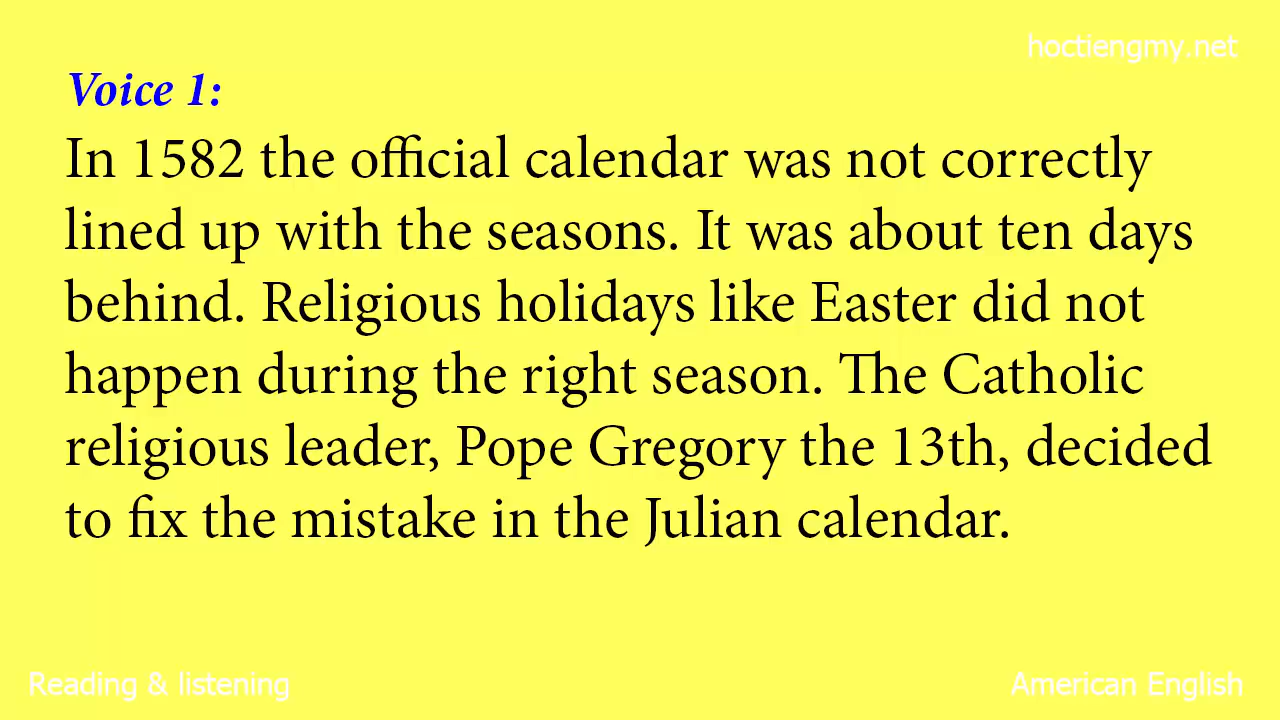 hoctiengmy.net
Voice 1:
In 1582 the official calendar was not correctly
lined up with the seasons. It was about ten days
behind. Religious holidays like Easter did not
happen during the right season. The Catholic
religious leader, Pope Gregory the 13th, decided
to fix the mistake in the Julian calendar.
Reading & listening
American English